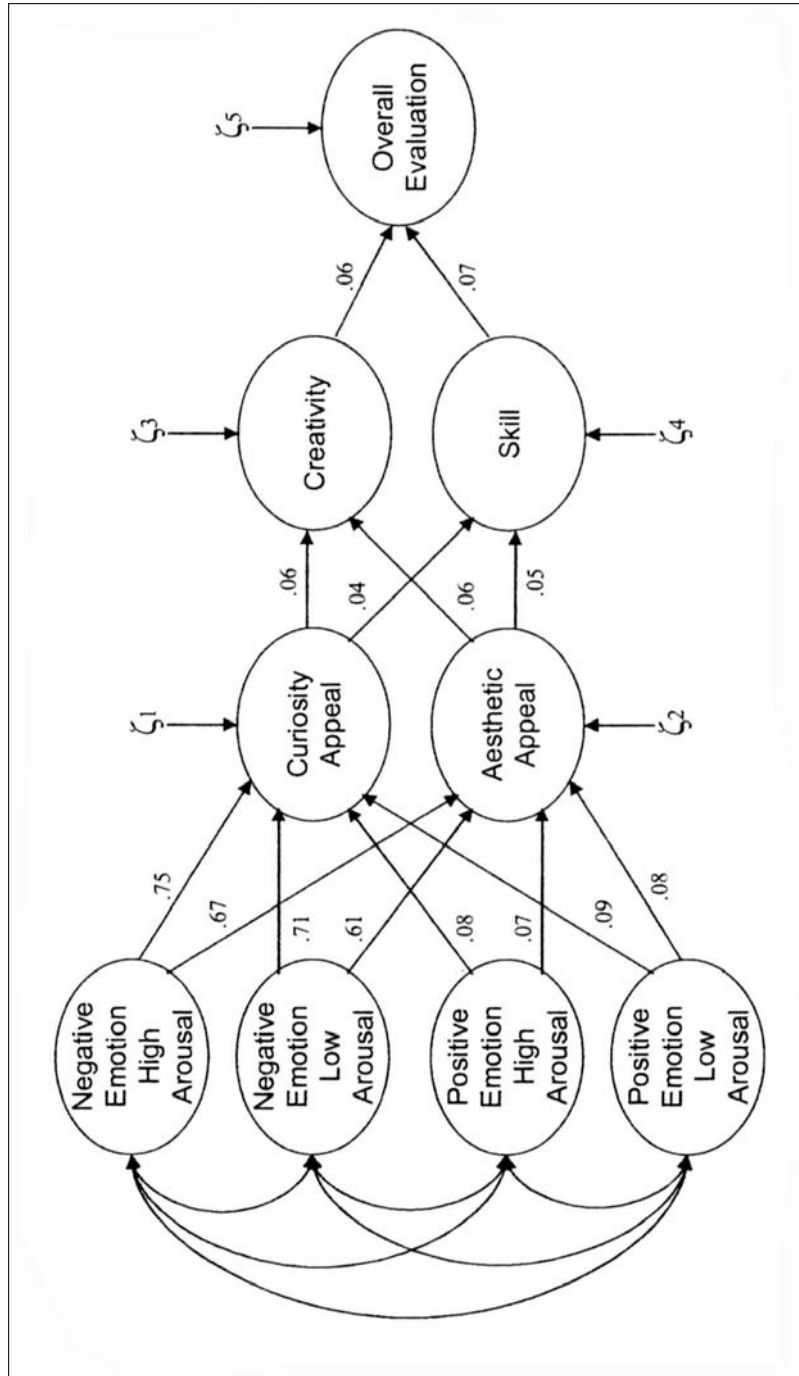 Negative
Emotion
High
Arousal
Negative
Emotion
Low
Arousal
Positive
Emotion
High
Arousal
Positive
Emotion
Low
Arousal
.75
.67
.71
.61
.08
.07
.09
.08
ζ1
Curiosity
Appeal
Aesthetic
Appeal
ζ2
.06
.04
.06
.05
ζ3
Creativity
Skill
ζ4
.06
.07
ζ5
Overall
Evaluation